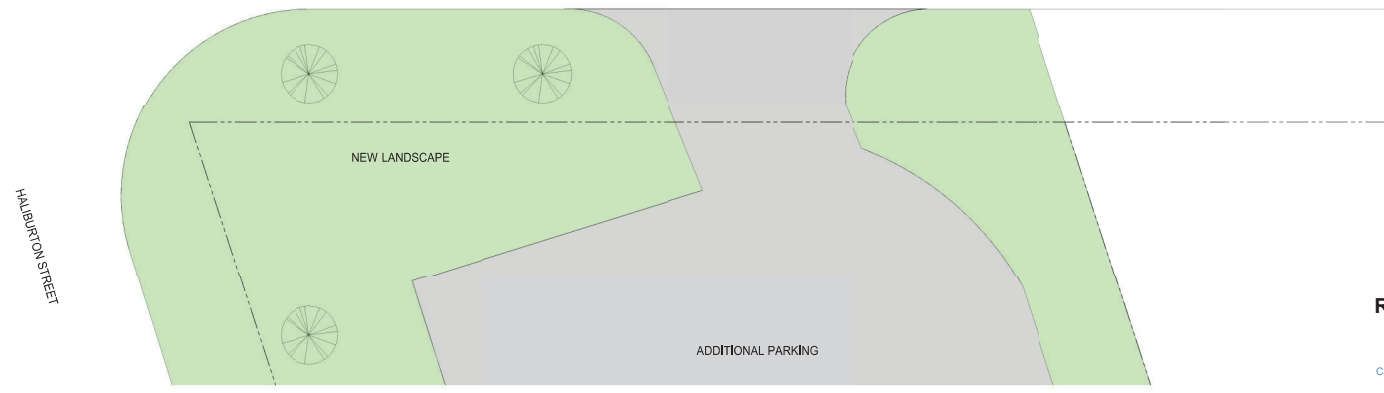 NEW LANDSCAPE
HALIBURTON STREET
ADDITIONAL PARKING
R
C